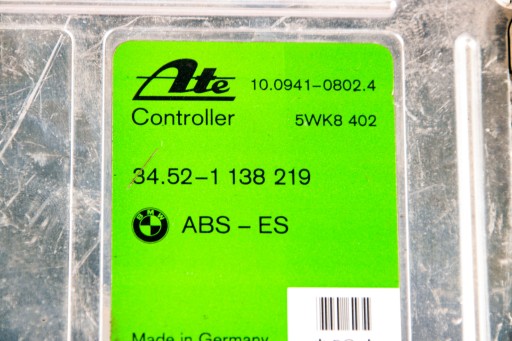 Ate 10.0941-0802.4
Controller 5WK8 402
34.52-1 138 219
BMW ABS - ES
Made in Germany